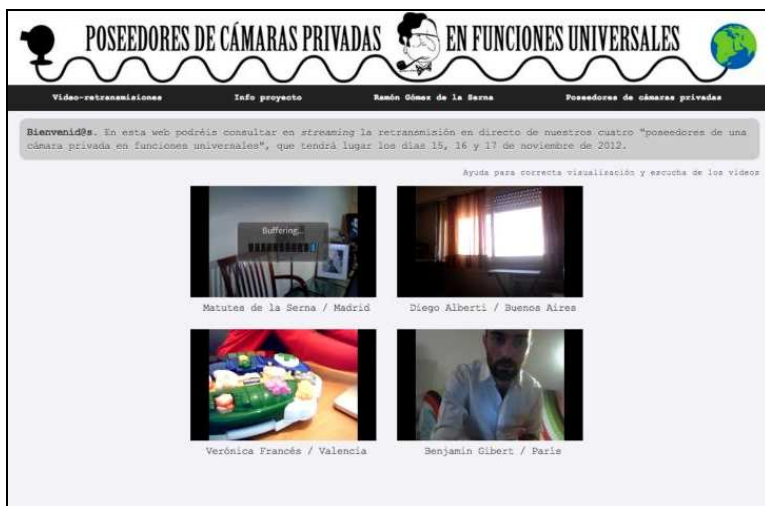 POSEEDORES DE CÁMARAS PRIVADAS EN FUNCIONES UNIVERSALES
Video-retransmisiones Info proyecto Ramón Gómez de la Serna Poseedores de cámaras privadas
Bienvenid@s. En esta web podréis consultar en streaming la retransmisión en directo de nuestros cuatro "poseedores de una
cámara privada en funciones universales", que tendrá lugar los días 15, 16 y 17 de noviembre de 2012.
Ayuda para correcta visualización y escucha de los videos
Buffering...
Matutes de la Serna / Madrid
Diego Alberti / Buenos Aires
Verónica Francés / Valencia
Benjamin Gibert / París